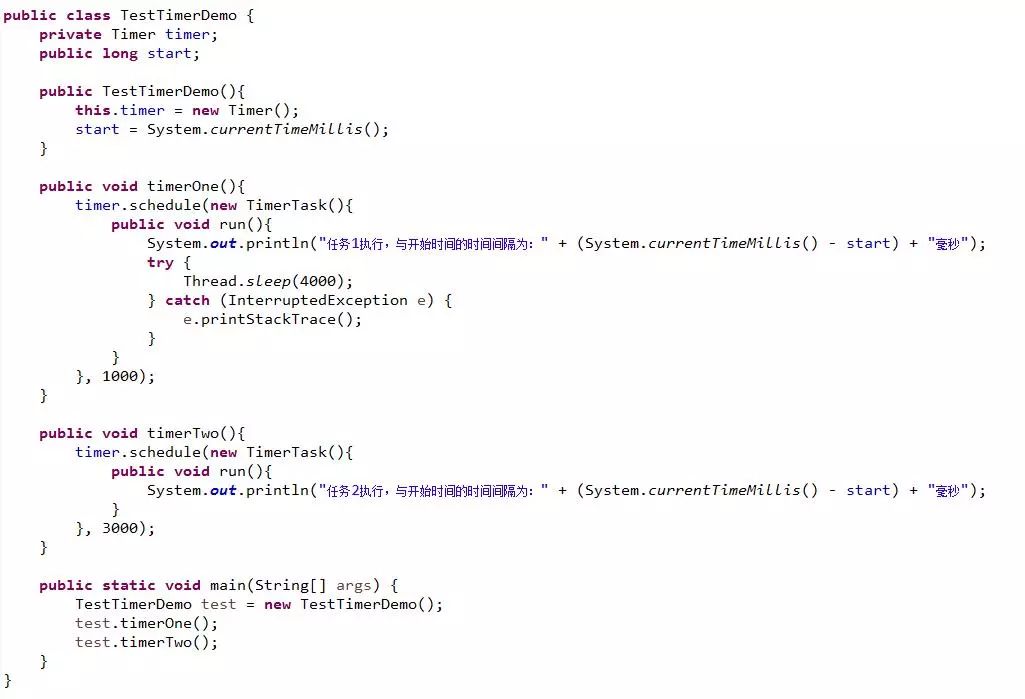 public class TestTimerDemo {
    private Timer timer;
    public long start;

    public TestTimerDemo(){
        this.timer = new Timer();
        start = System.currentTimeMillis();
    }

    public void timerOne(){
        timer.schedule(new TimerTask(){
            public void run(){
                System.out.println("任务1执行，与开始时间的时间间隔为：" + (System.currentTimeMillis() - start) + "毫秒");
                try {
                    Thread.sleep(4000);
                } catch (InterruptedException e) {
                    e.printStackTrace();
                }
            }
        }, 1000);
    }

    public void timerTwo(){
        timer.schedule(new TimerTask(){
            public void run(){
                System.out.println("任务2执行，与开始时间的时间间隔为：" + (System.currentTimeMillis() - start) + "毫秒");
            }
        }, 3000);
    }

    public static void main(String[] args) {
        TestTimerDemo test = new TestTimerDemo();
        test.timerOne();
        test.timerTwo();
    }
}